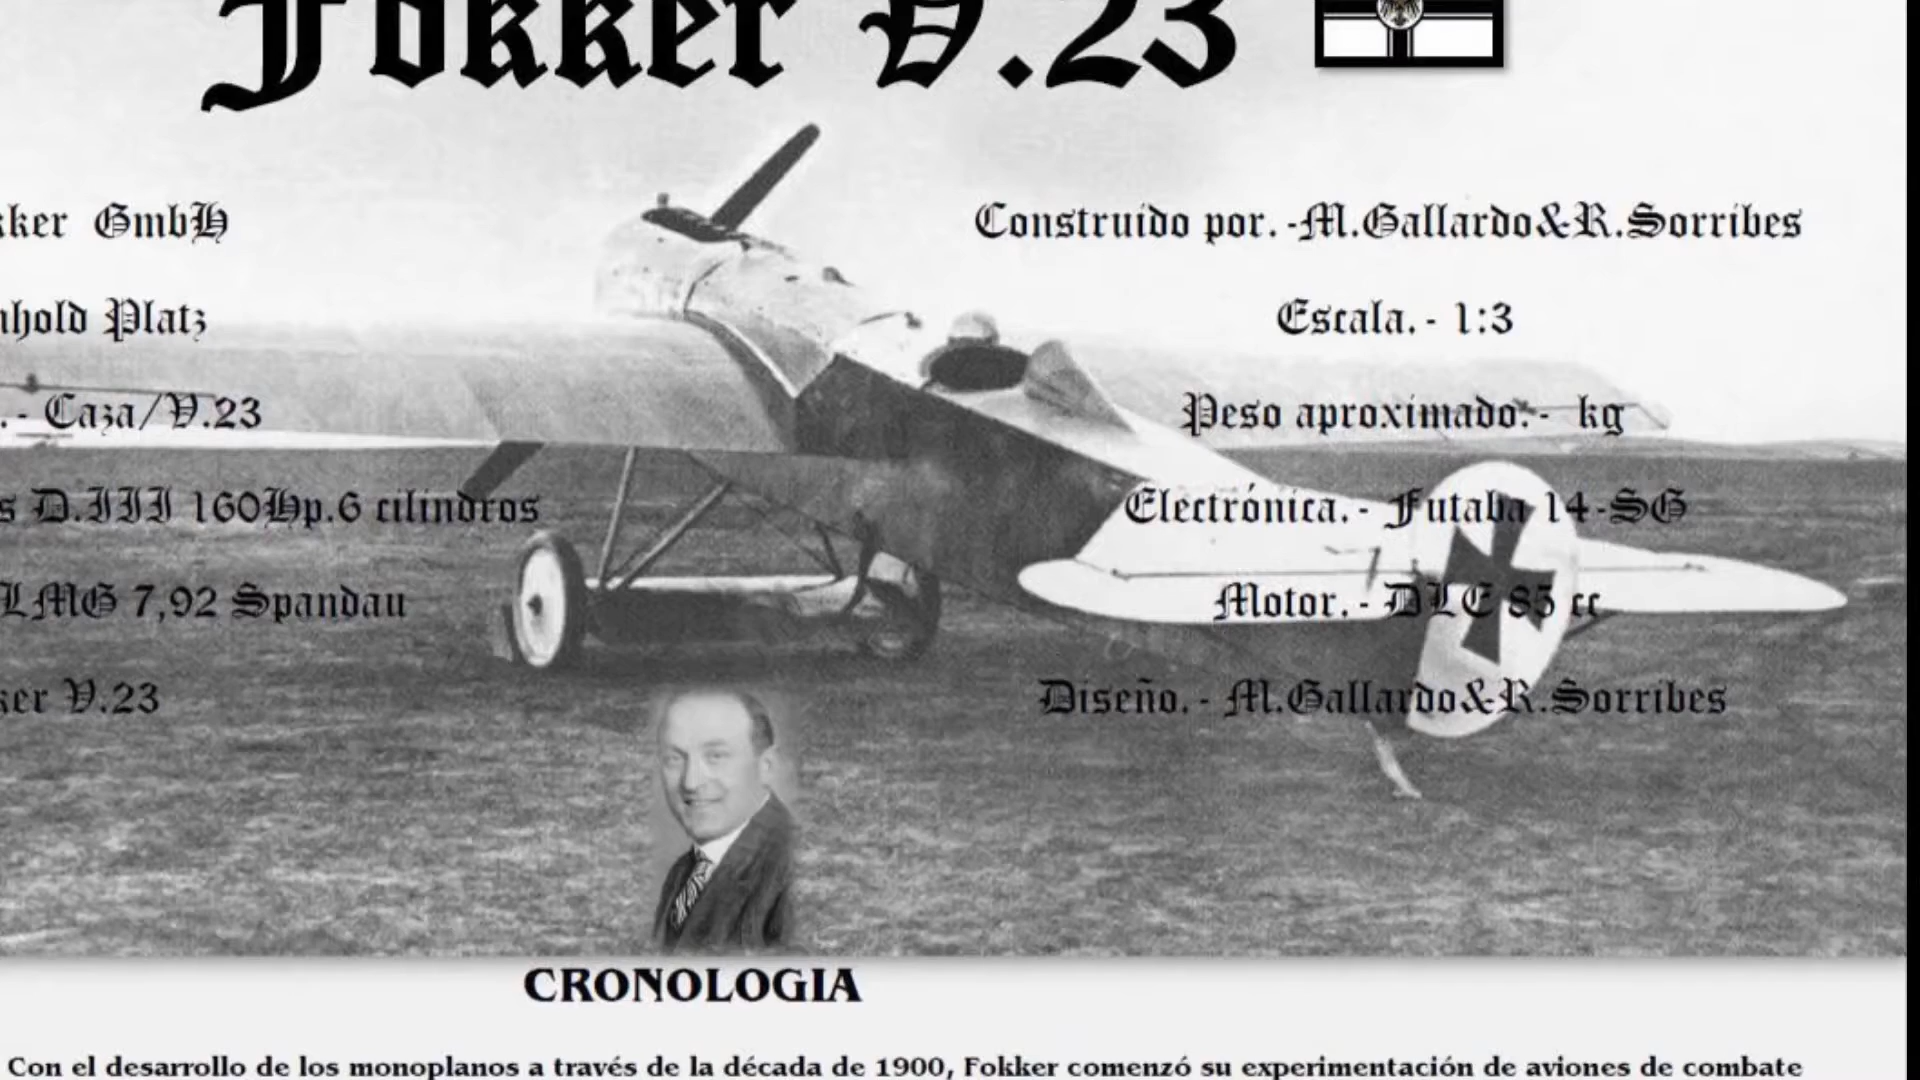 Fokker V.23
kker GmbH
Construido por. -M.Gallardo&R.Sorribes
nhold Platz
Escala. - 1:3
. - Caza/V.23
Peso aproximado. - kg
s D.III 160Hp.6 cilindros
Electrónica. - Futaba 14-SG
LMG 7,92 Spandau
Motor. - DLE 85 cc
ker V.23
Diseño. - M.Gallardo&R.Sorribes
CRONOLOGIA
Con el desarrollo de los monoplanos a través de la década de 1900, Fokker comenzó su experimentación de aviones de combate